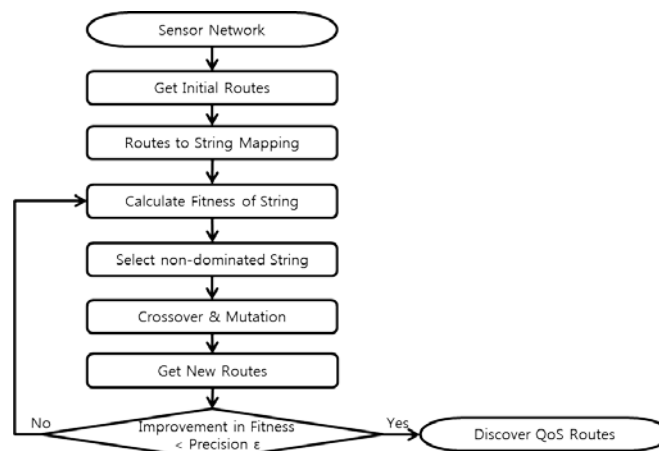 Sensor Network
Get Initial Routes
Routes to String Mapping
Calculate Fitness of String
Select non-dominated String
Crossover & Mutation
Get New Routes
No
Improvement in Fitness
< Precision ε
Yes
Discover QoS Routes